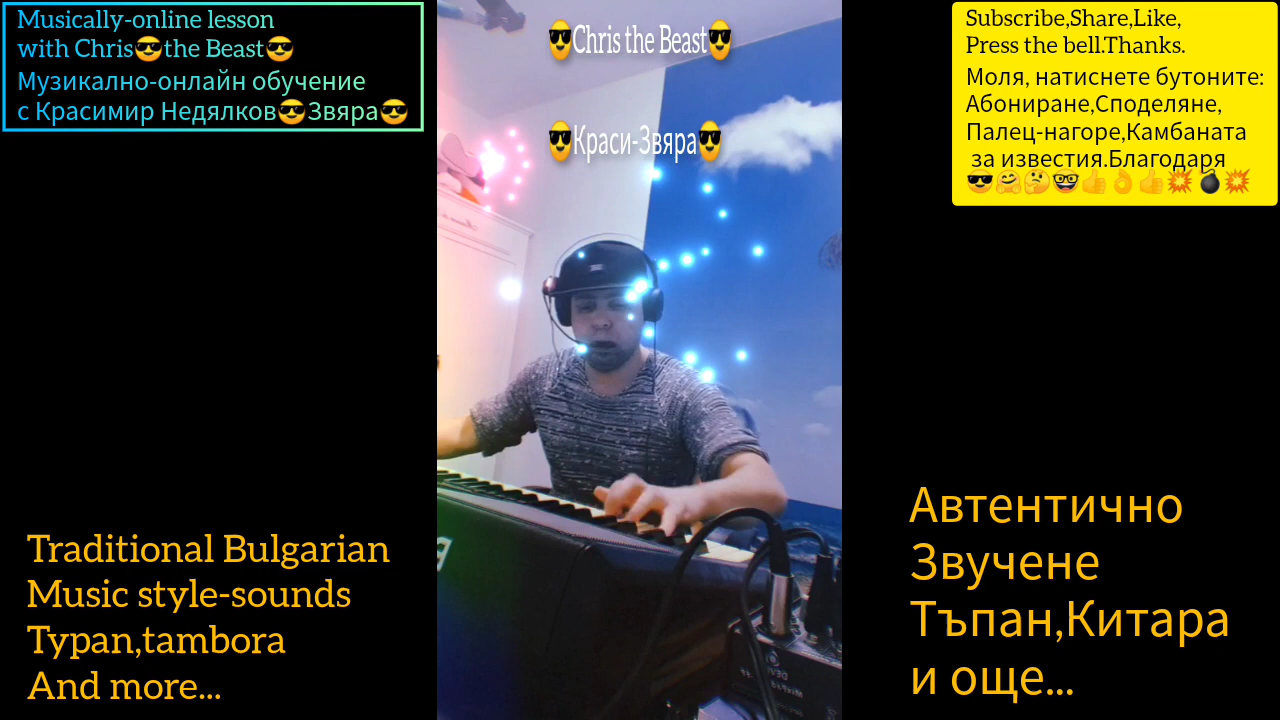 Musically-online lesson
with Chris😎the Beast😎
Музикално-онлайн обучение
с Красимир Недялков😎Звяра😎
😎Chris the Beast😎
😎Краси-Звяра😎
Subscribe,Share,Like,
Press the bell.Thanks.
Моля, натиснете бутоните:
Абониране,Споделяне,
Палец-нагоре,Камбаната
за известия.Благодаря
😎🤗🤔🤓👍👌👍💥💣💥
Traditional Bulgarian
Music style-sounds
Typan,tambora
And more...
Автентично
Звучене
Тъпан,Китара
и още...